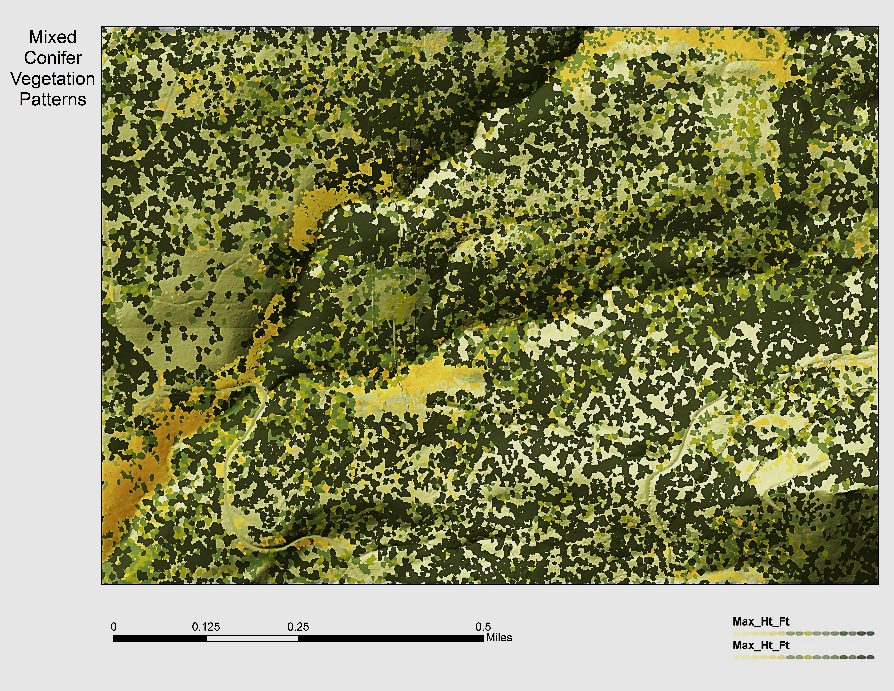 Mixed
Conifer
Vegetation
Patterns
0 0.125 0.25 0.5
Miles
Max_Ht_Ft
Max_Ht_Ft